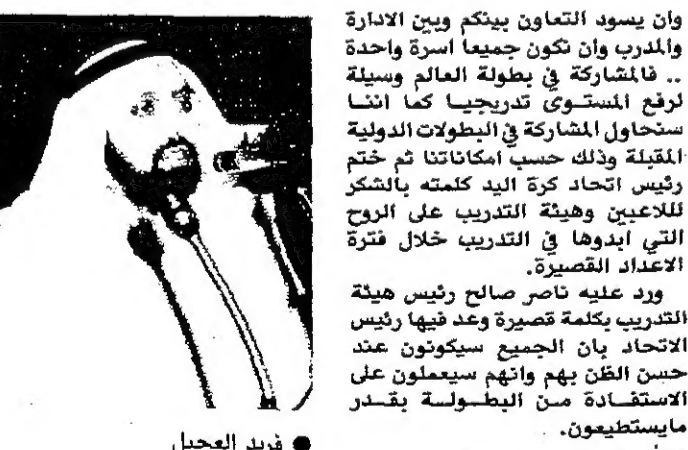 وان يسود التعاون بينكم وبين الادارة
والمدرب وان نكون جميعا اسرة واحدة
.. فالمشاركة في بطولة العالم وسيلة
لرفع المستوى تدريجيا كما اننا
سنحاول المشاركة في البطولات الدولية
المقبلة وذلك حسب امكاناتنا ثم ختم
رئيس اتحاد كرة اليد كلمته بالشكر
لللاعبين وهيئة التدريب على الروح
التي ابدوها في التدريب خلال فترة
الاعداد القصيرة.
ورد عليه ناصر صالح رئيس هيئة
التدريب بكلمة قصيرة وعد فيها رئيس
الاتحاد بان الجميع سيكونون عند
حسن الظن بهم وانهم سيعملون على
الاستفادة من البطولة بقدر
مايستطيعون.
● فريد العجيل